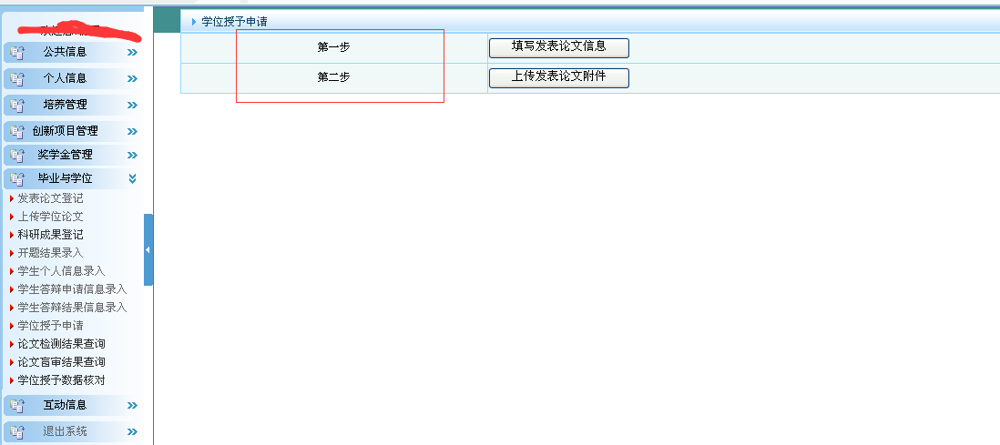 学位授予申请
第一步
填写发表论文信息
第二步
上传发表论文附件
公共信息
个人信息
培养管理
创新项目管理
奖学金管理
毕业与学位
发表论文登记
上传学位论文
科研成果登记
开题结果录入
学生个人信息录入
学生答辩申请信息录入
学生答辩结果信息录入
学位授予申请
论文检测结果查询
论文盲审结果查询
学位授予数据核对
互动信息
退出系统